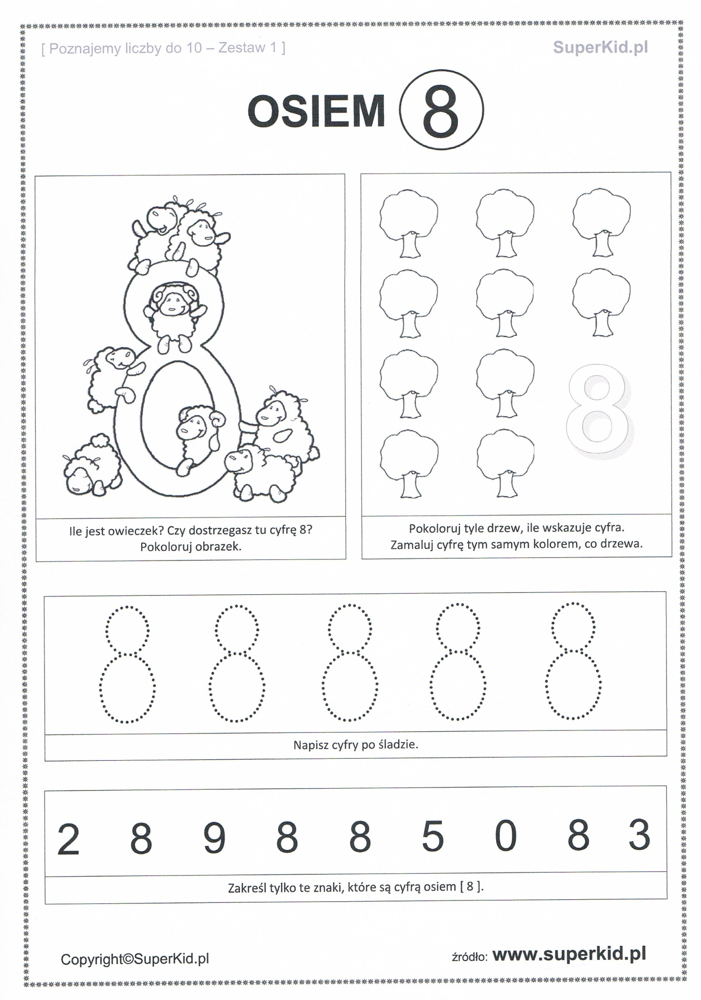 [ Poznajemy liczby do 10 – Zestaw 1 ]
SuperKid.pl
OSIEM 8
8
Ile jest owieczek? Czy dostrzegasz tu cyfrę 8?
Pokoloruj obrazek.
Pokoloruj tyle drzew, ile wskazuje cyfra.
Zamaluj cyfrę tym samym kolorem, co drzewa.
8 8 8 8 8
Napisz cyfry po śladzie.
2 8 9 8 8 5 0 8 3
Zakreśl tylko te znaki, które są cyfrą osiem [ 8 ].
Copyright©SuperKid.pl
źródło: www.superkid.pl